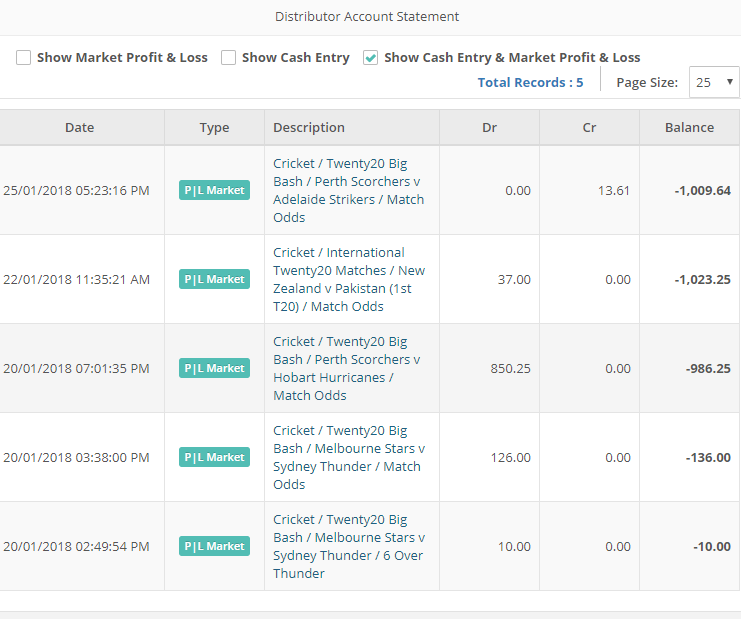 Distributor Account Statement
Show Market Profit & Loss Show Cash Entry Show Cash Entry & Market Profit & Loss
Total Records : 5 Page Size: 25
Date Type Description Dr Cr Balance
25/01/2018 05:23:16 PM P|L Market Cricket / Twenty20 Big
Bash / Perth Scorchers v
Adelaide Strikers / Match
Odds
0.00 13.61 -1,009.64
22/01/2018 11:35:21 AM P|L Market Cricket / International
Twenty20 Matches / New
Zealand v Pakistan (1st
T20) / Match Odds
37.00 0.00 -1,023.25
20/01/2018 07:01:35 PM P|L Market Cricket / Twenty20 Big
Bash / Perth Scorchers v
Hobart Hurricanes /
Match Odds
850.25 0.00 -986.25
20/01/2018 03:38:00 PM P|L Market Cricket / Twenty20 Big
Bash / Melbourne Stars v
Sydney Thunder / Match
Odds
126.00 0.00 -136.00
20/01/2018 02:49:54 PM P|L Market Cricket / Twenty20 Big
Bash / Melbourne Stars v
Sydney Thunder / 6 Over
Thunder
10.00 0.00 -10.00